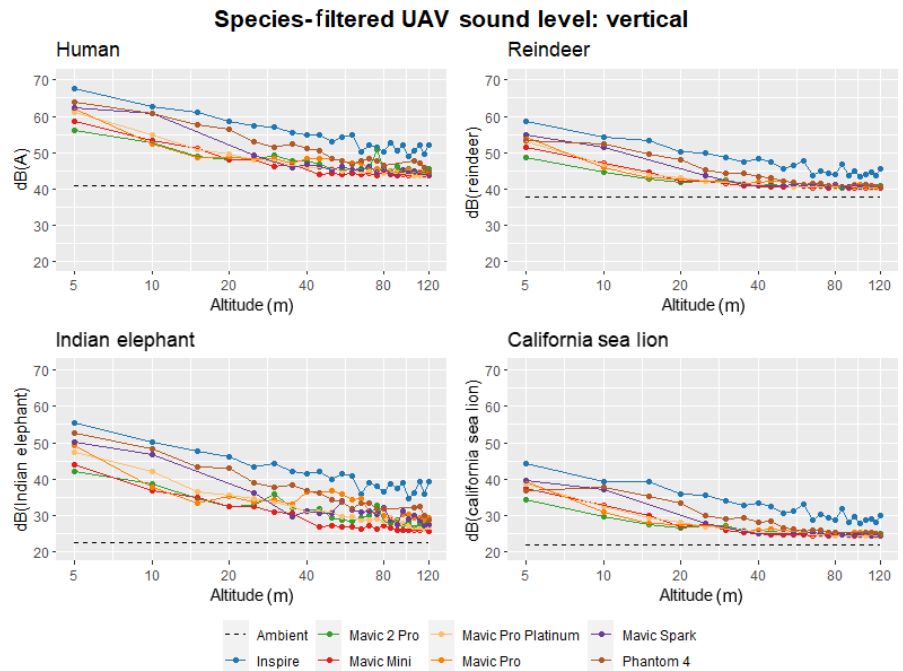 Species-filtered UAV sound level: vertical
Human
Reindeer
dB(A)
70
60
50
40
30
20
5
10
20
40
80
120
Altitude (m)
dB(reindeer)
70
60
50
40
30
20
5
10
20
40
80
120
Altitude (m)
Indian elephant
California sea lion
dB(Indian elephant)
70
60
50
40
30
20
5
10
20
40
80
120
Altitude (m)
dB(california sea lion)
70
60
50
40
30
20
5
10
20
40
80
120
Altitude (m)
Ambient
Mavic 2 Pro
Mavic Pro Platinum
Mavic Spark
Inspire
Mavic Mini
Mavic Pro
Phantom 4